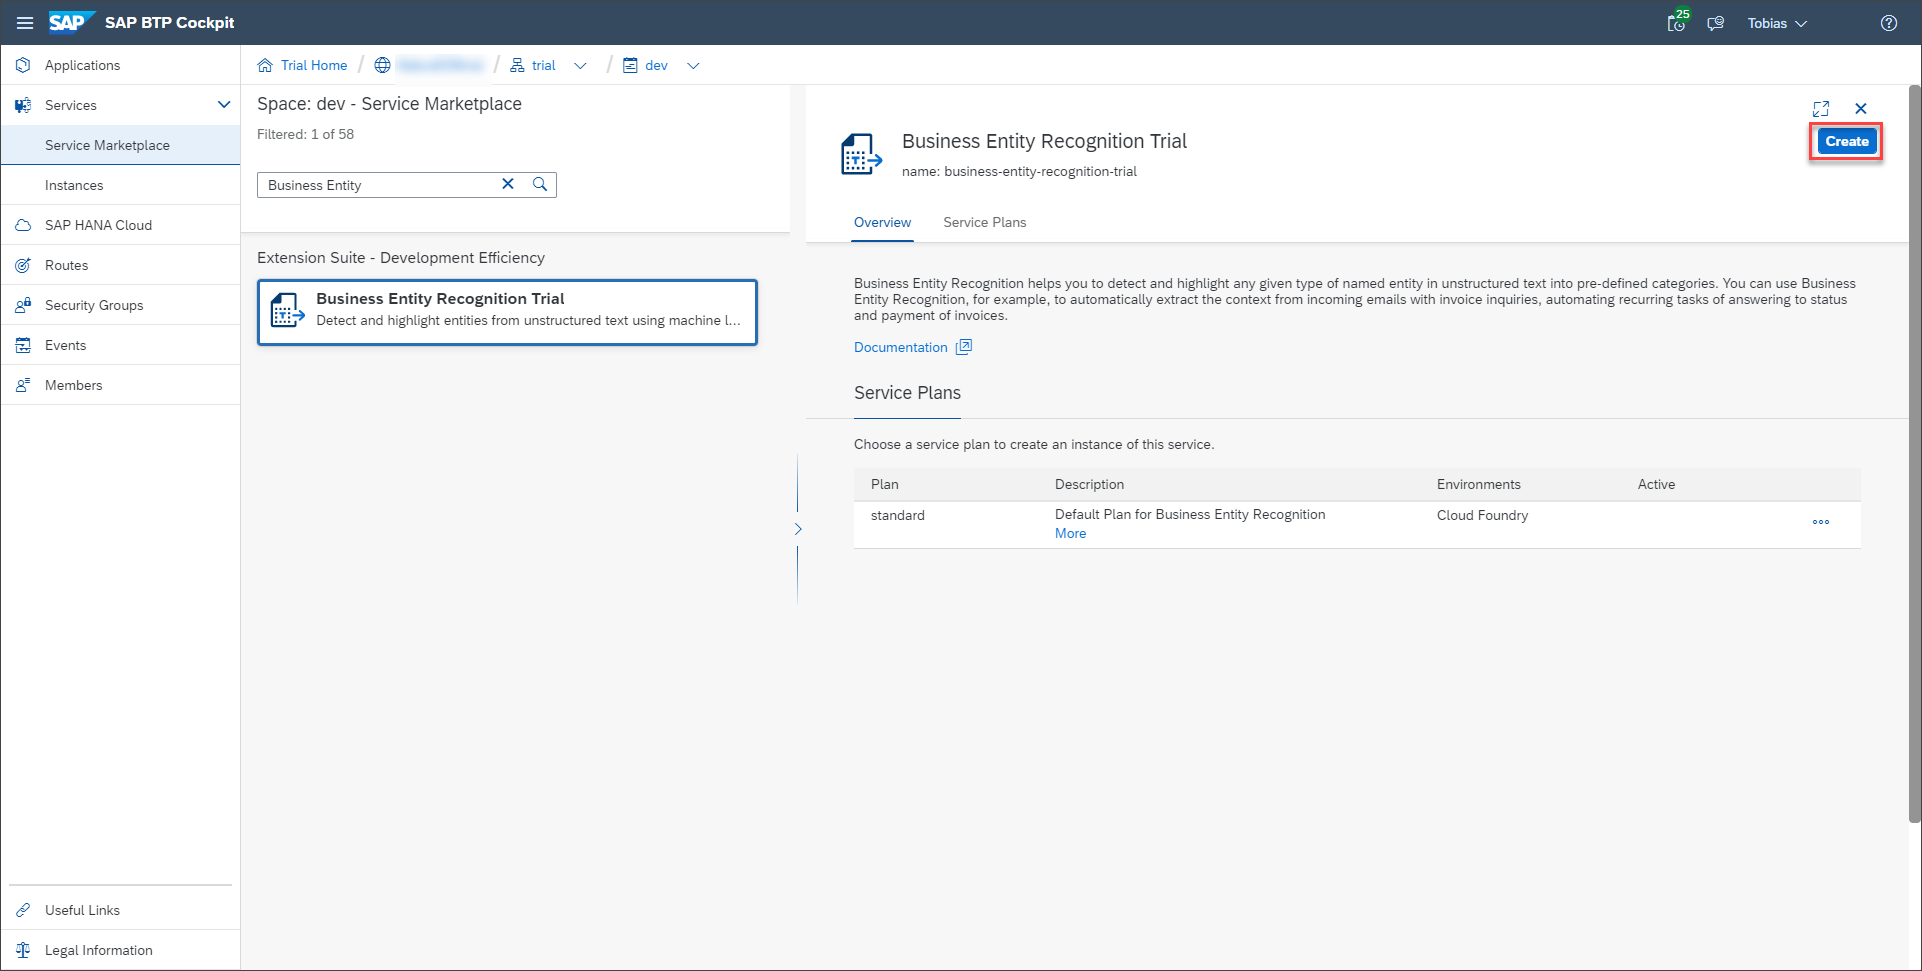 SAP SAP BTP Cockpit
25
Tobias
Applications
Services
Service Marketplace
Instances
SAP HANA Cloud
Routes
Security Groups
Events
Members
Useful Links
Legal Information
Trial Home / / trial / dev
Space: dev - Service Marketplace
Filtered: 1 of 58
Business Entity
Extension Suite - Development Efficiency
Business Entity Recognition Trial
Detect and highlight entities from unstructured text using machine l...
Business Entity Recognition Trial
name: business-entity-recognition-trial
Create
Overview Service Plans
Business Entity Recognition helps you to detect and highlight any given type of named entity in unstructured text into pre-defined categories. You can use Business
Entity Recognition, for example, to automatically extract the context from incoming emails with invoice inquiries, automating recurring tasks of answering to status
and payment of invoices.
Documentation
Service Plans
Choose a service plan to create an instance of this service.
Plan Description Environments Active
standard Default Plan for Business Entity Recognition Cloud Foundry
More